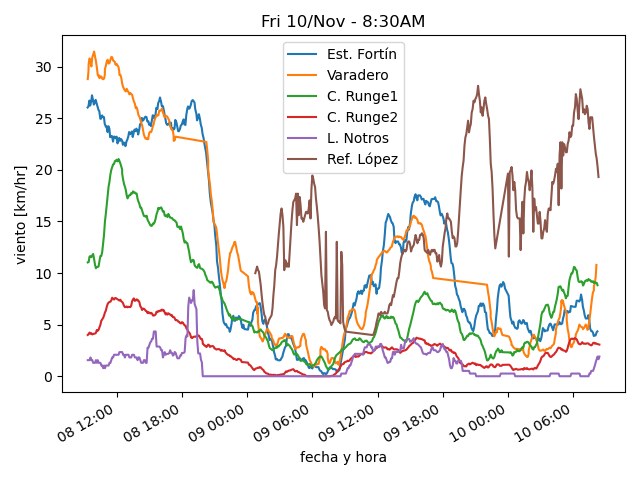 Fri 10/Nov - 8:30AM
Est. Fortín
Varadero
C. Runge1
C. Runge2
L. Notros
Ref. López
viento [km/hr]
30
25
20
15
10
5
0
08 12:00
08 18:00
09 00:00
09 06:00
09 12:00
09 18:00
10 00:00
10 06:00
fecha y hora